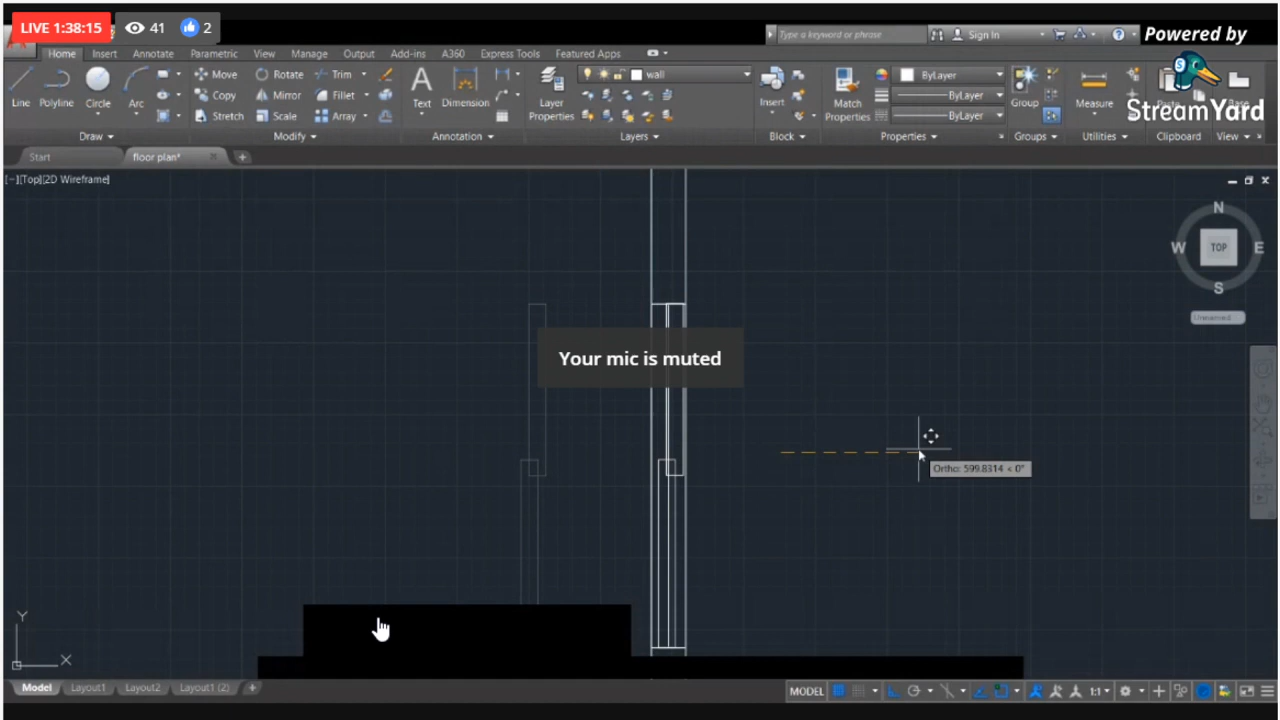 LIVE 1:38:15 41 2
Type a keyword or phrase Sign In Powered by
Home Insert Annotate Parametric View Manage Output Add-ins A360 Express Tools Featured Apps
StreamYard
Line Polyline Circle Arc
Move Rotate Trim
Copy Mirror Fillet
Stretch Scale Array
Text Dimension
Layer Properties
wall
Insert
Match Properties
ByLayer
ByLayer
ByLayer
Group
Measure
Paste
Base
Draw Modify Annotation Layers Block Properties Groups Utilities Clipboard View
Start floor plan*
[−][Top][2D Wireframe]
N
W TOP E
S
Unnamed
Your mic is muted
Ortho: 599.8314 < 0°
Y
X
Model Layout1 Layout2 Layout1 (2)
MODEL 1:1